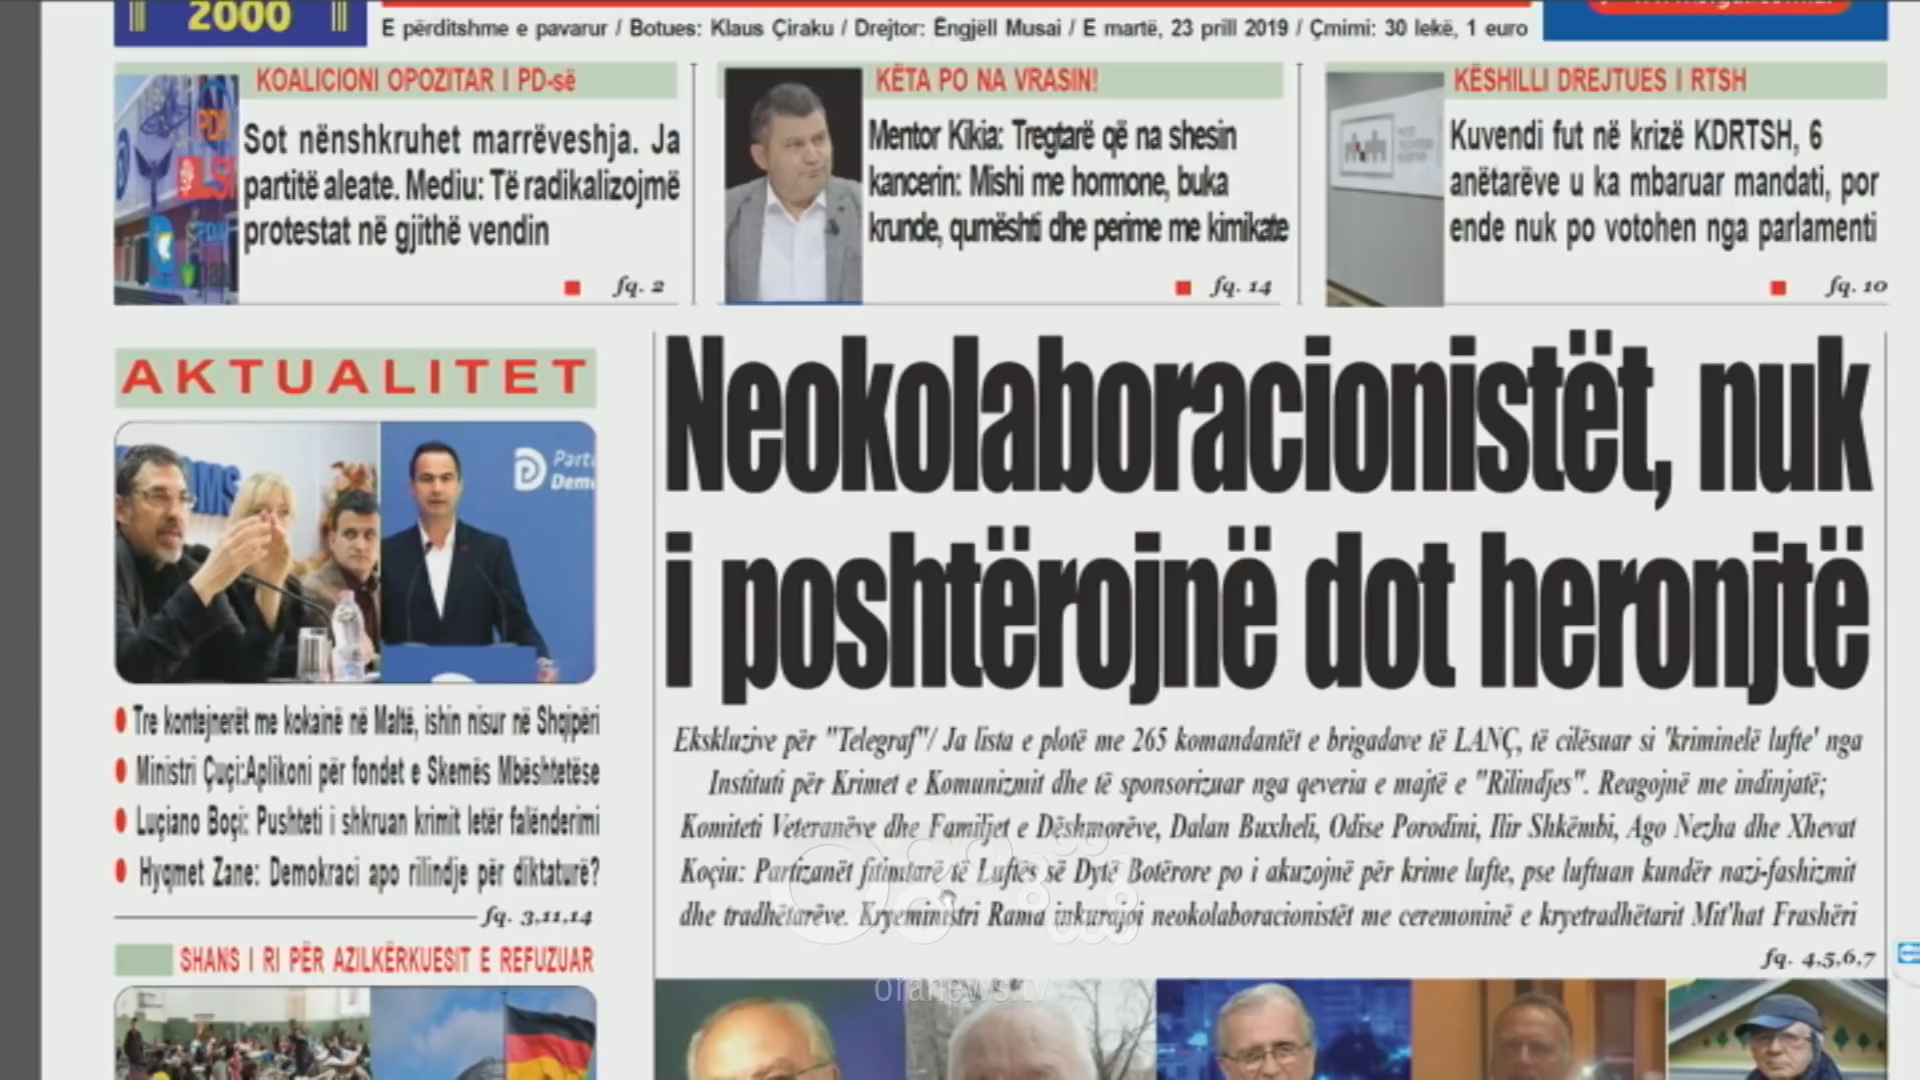 2000
E përditshme e pavarur / Botues: Klaus Çiraku / Drejtor: Ëngjëll Musai / E martë, 23 prill 2019 / Çmimi: 30 lekë, 1 euro
KOALICIONI OPOZITAR I PD-së
Sot nënshkruhet marrëveshja. Ja
partitë aleate. Mediu: Të radikalizojmë
protestat në gjithë vendin
fq. 2
KËTA PO NA VRASIN!
Mentor Kikia: Tregtarë që na shesin
kancerin: Mishi me hormone, buka
krunde, qumështi dhe perime me kimikate
fq. 14
KËSHILLI DREJTUES I RTSH
Kuvendi fut në krizë KDRTSH, 6
anëtarëve u ka mbaruar mandati, por
ende nuk po votohen nga parlamenti
fq. 10
AKTUALITET
Parti
Dem
Tre kontejnerët me kokainë në Maltë, ishin nisur në Shqipëri
Ministri Çuçi:Aplikoni për fondet e Skemës Mbështetëse
Luçiano Boçi: Pushteti i shkruan krimit letër falënderimi
Hyqmet Zane: Demokraci apo rilindje për diktaturë?
fq. 3,11,14
SHANS I RI PËR AZILKËRKUESIT E REFUZUAR
Neokolaboracionistët, nuk
i poshtërojnë dot heronjtë
Ekskluzive për "Telegraf"/ Ja lista e plotë me 265 komandantët e brigadave të LANÇ, të cilësuar si 'kriminelë lufte' nga
Instituti për Krimet e Komunizmit dhe të sponsorizuar nga qeveria e majtë e "Rilindjes". Reagojnë me indinjatë;
Komiteti Veteranëve dhe Familjet e Dëshmorëve, Dalan Buxheli, Odise Porodini, Ilir Shkëmbi, Ago Nezha dhe Xhevat
Koçiu: Partizanët fitimtarë të Luftës së Dytë Botërore po i akuzojnë për krime lufte, pse luftuan kundër nazi-fashizmit
dhe tradhëtarëve. Kryeministri Rama inkurajoi neokolaboracionistët me ceremoninë e kryetradhëtarit Mit'hat Frashëri
fq. 4,5,6,7
oranews.tv